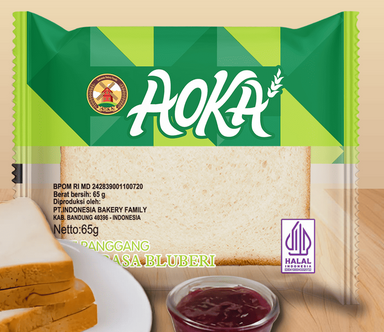 AOKA
BPOM RI MD 242839001100720
Berat bersih: 65 g
Diproduksi oleh:
PT.INDONESIA BAKERY FAMILY
KAB. BANDUNG 40396 - INDONESIA
Netto:65g
PANGGANG
RASA BLUBERI
HALAL
INDONESIA